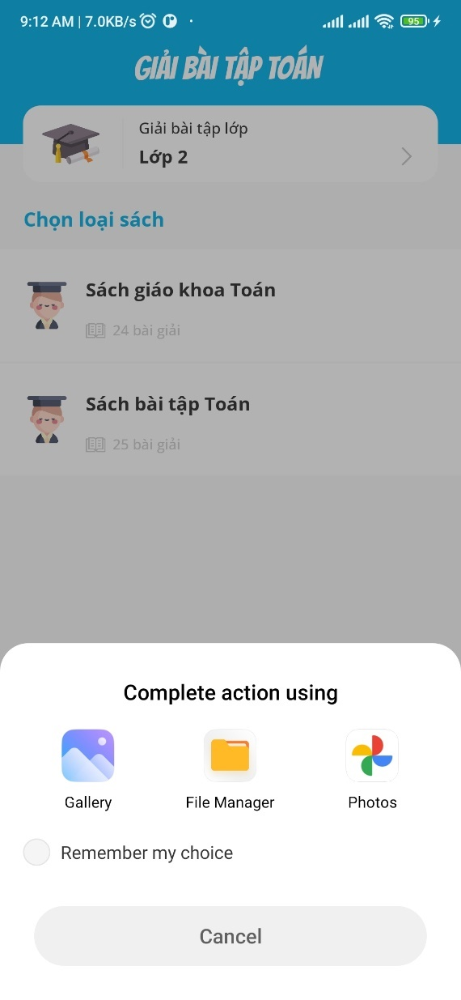 9:12 AM | 7.0KB/s
95
GIẢI BÀI TẬP TOÁN
Giải bài tập lớp
Lớp 2
Chọn loại sách
Sách giáo khoa Toán
24 bài giải
Sách bài tập Toán
25 bài giải
Complete action using
Gallery
File Manager
Photos
Remember my choice
Cancel